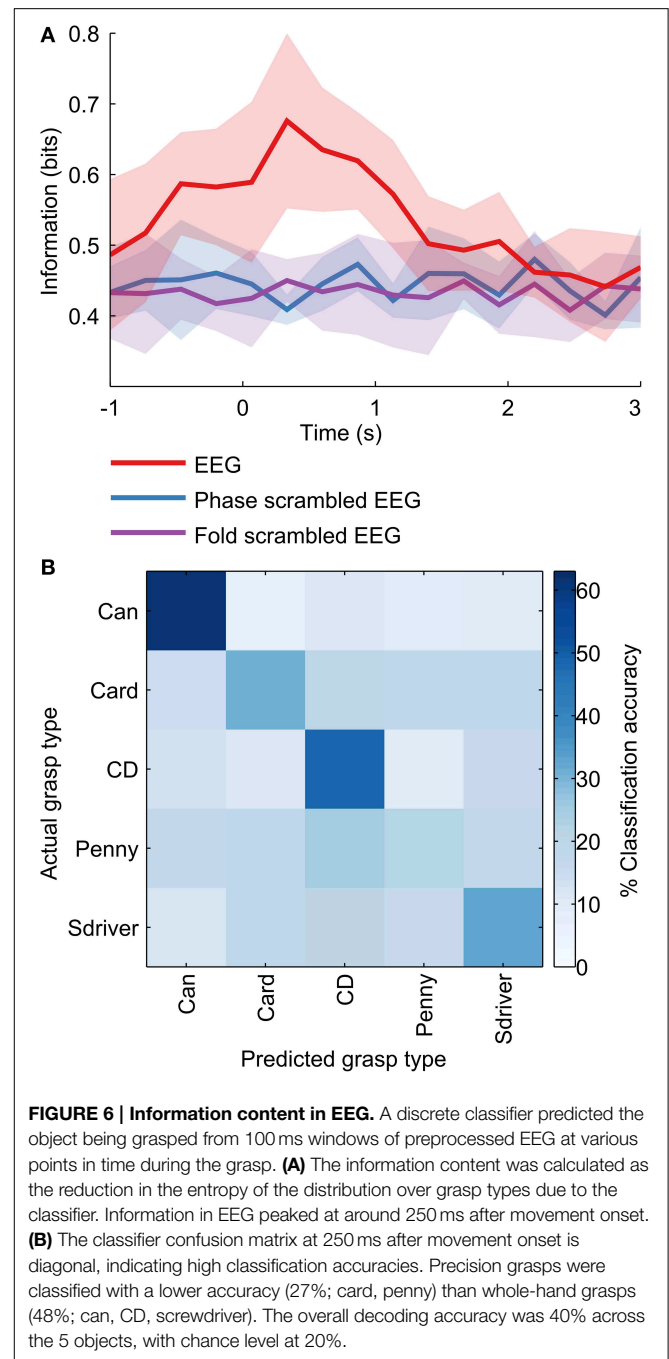 A
0.8
0.7
0.6
0.5
0.4
Information (bits)
-1 0 1 2 3
Time (s)
EEG
Phase scrambled EEG
Fold scrambled EEG
B
Can
Card
CD
Penny
Sdriver
Actual grasp type
Can Card CD Penny Sdriver
Predicted grasp type
60
50
40
30
20
10
0
% Classification accuracy
FIGURE 6 | Information content in EEG. A discrete classifier predicted the
object being grasped from 100 ms windows of preprocessed EEG at various
points in time during the grasp. (A) The information content was calculated as
the reduction in the entropy of the distribution over grasp types due to the
classifier. Information in EEG peaked at around 250 ms after movement onset.
(B) The classifier confusion matrix at 250 ms after movement onset is
diagonal, indicating high classification accuracies. Precision grasps were
classified with a lower accuracy (27%; card, penny) than whole-hand grasps
(48%; can, CD, screwdriver). The overall decoding accuracy was 40% across
the 5 objects, with chance level at 20%.